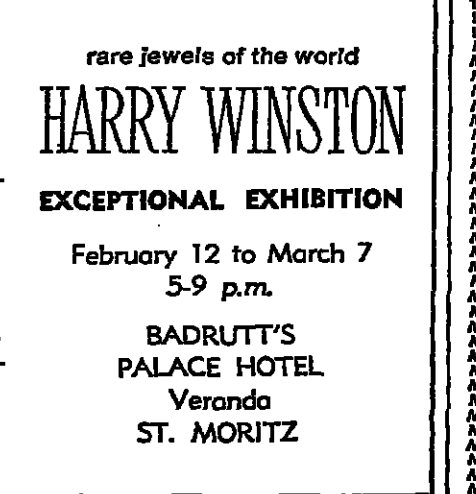 rare jewels of the world
HARRY WINSTON
EXCEPTIONAL EXHIBITION
February 12 to March 7
5-9 p.m.
BADRUTT'S
PALACE HOTEL
Veranda
ST. MORITZ